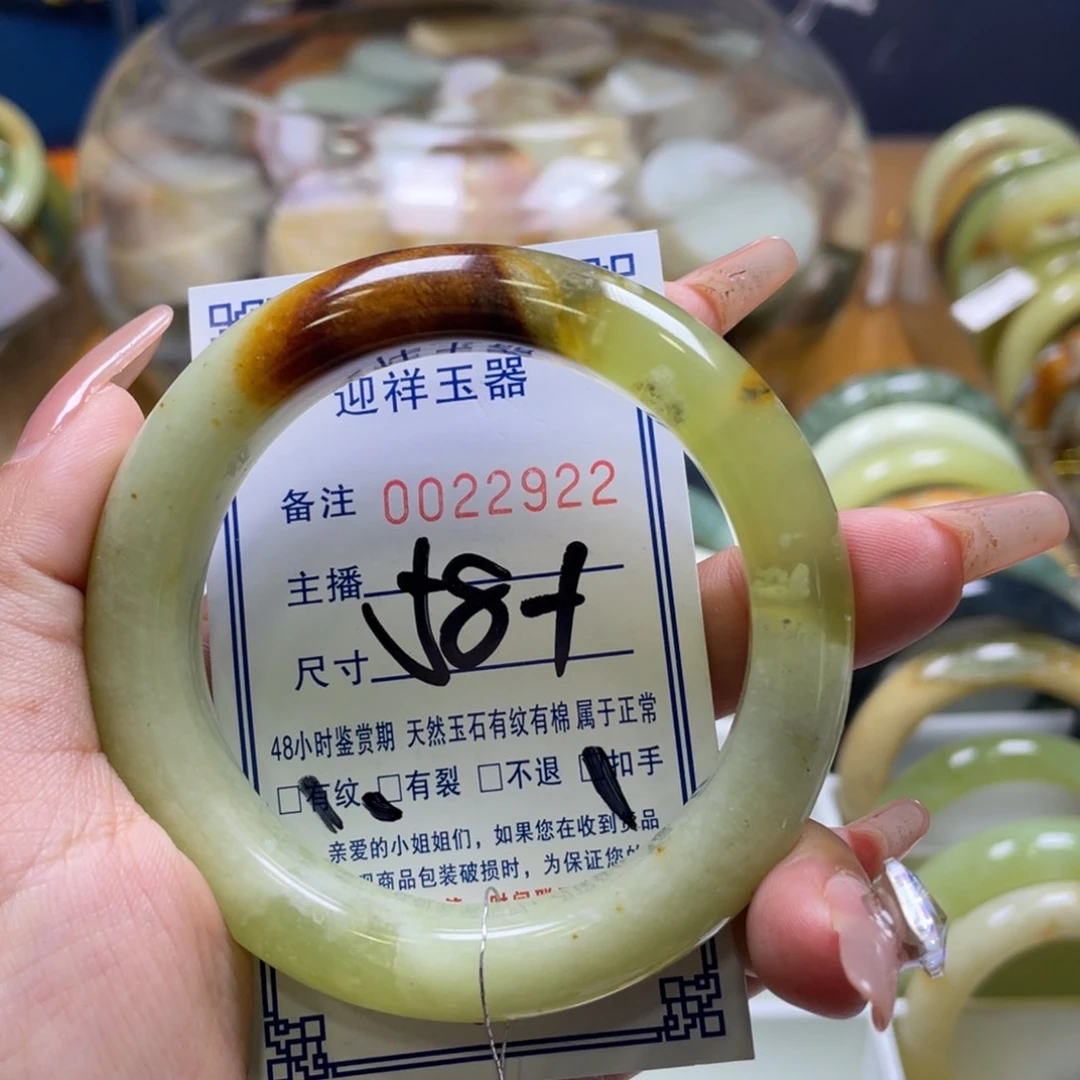 迎祥玉器
备注 0022922
主播
尺寸
48小时鉴赏期 天然玉石有纹有棉属于正常
□有纹 □有裂 □不退 □扣手
亲爱的小姐姐们，如果您在收到货品
商品包装破损时，为保证您的